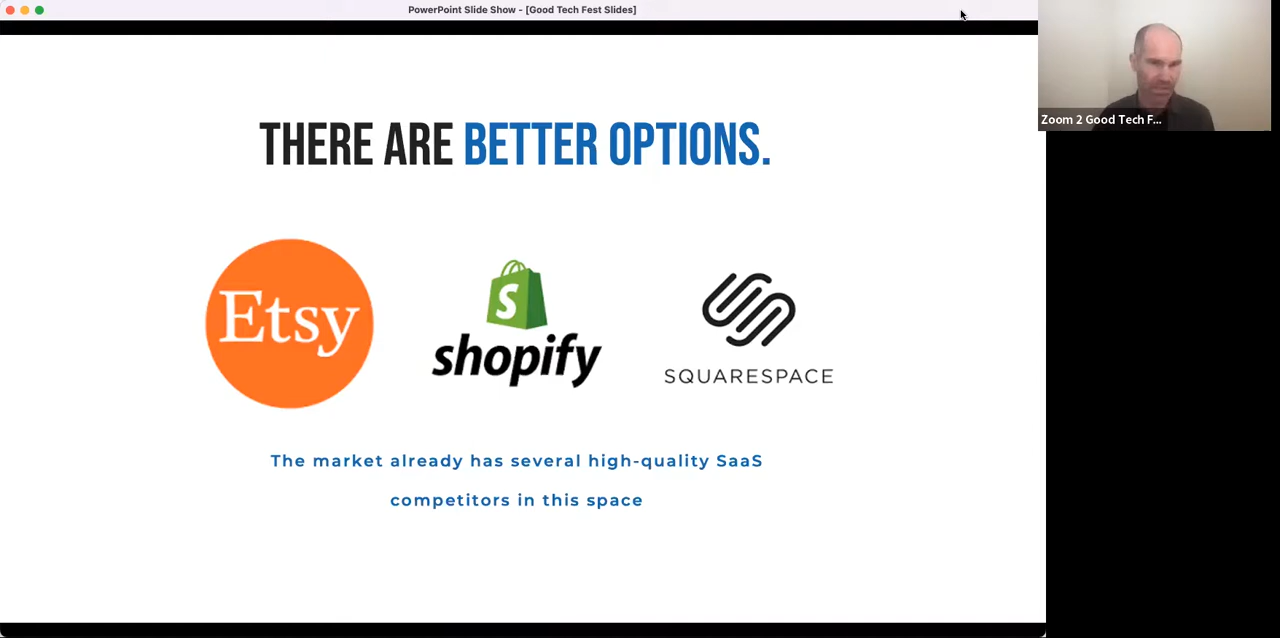 PowerPoint Slide Show - [Good Tech Fest Slides]
Zoom 2 Good Tech F...
THERE ARE BETTER OPTIONS.
Etsy
S
shopify
SQUARESPACE
The market already has several high-quality SaaS
competitors in this space